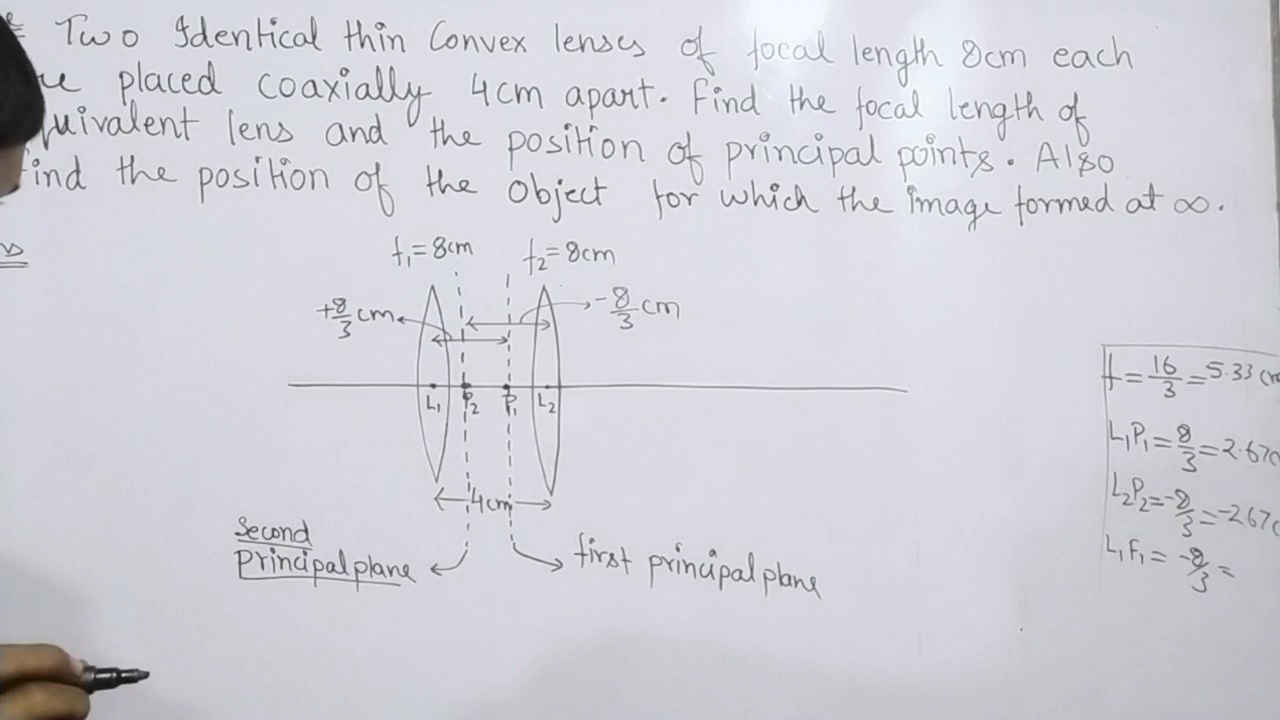 Two Identical thin Convex lenses of focal length 8cm each
placed coaxially 4cm apart. Find the focal length of
lens and the position of principal points. Also
the position of the object for which the image formed at ∞.
f₁=8cm f₂=8cm
+8/3 cm -8/3 cm
L₁ P₂ P₁ L₂
4cm
Second
Principal plane
first principal plane
f = 16/3 = 5.33
L₁P₁ = 8/3 = 2.67
L₂P₂ = -8/3 = -2.67
L₁F₁ = -8/3 =